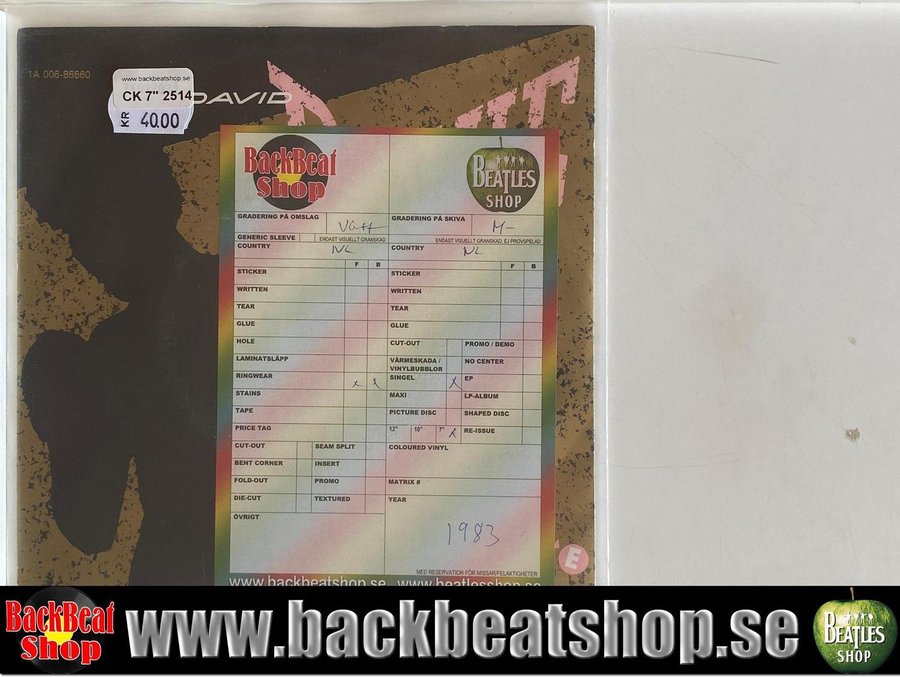 1A 006-86660
www.backbeatshop.se
CK 7" 2514
KR 40.00
DAVID
BackBeat
Shop
BEATLES
SHOP
GRADERING PÅ OMSLAG
VG++
GRADERING PÅ SKIVA
M-
GENERIC SLEEVE
ENDAST VISUELLT GRANSKAD
ENDAST VISUELLT GRANSKAD, EJ PROVSPELAD
COUNTRY NL
COUNTRY NL
F B
F B
STICKER
STICKER
WRITTEN
WRITTEN
TEAR
TEAR
GLUE
GLUE
HOLE
CUT-OUT
PROMO / DEMO
LAMINATSLÄPP
VÄRMESKADA /
VINYLBUBBLOR
NO CENTER
RINGWEAR x x
SINGEL x
EP
STAINS
MAXI
LP-ALBUM
TAPE
PICTURE DISC
SHAPED DISC
PRICE TAG
12" 10" 7" x
RE-ISSUE
CUT-OUT
SEAM SPLIT
COLOURED VINYL
BENT CORNER
INSERT
FOLD-OUT
PROMO
MATRIX #
DIE-CUT
TEXTURED
YEAR
ÖVRIGT
1983
MED RESERVATION FÖR MISSAR/FELAKTIGHETER
www.backbeatshop.se www.beatlesshop.se
E
BackBeat
Shop
www.backbeatshop.se
BEATLES
SHOP